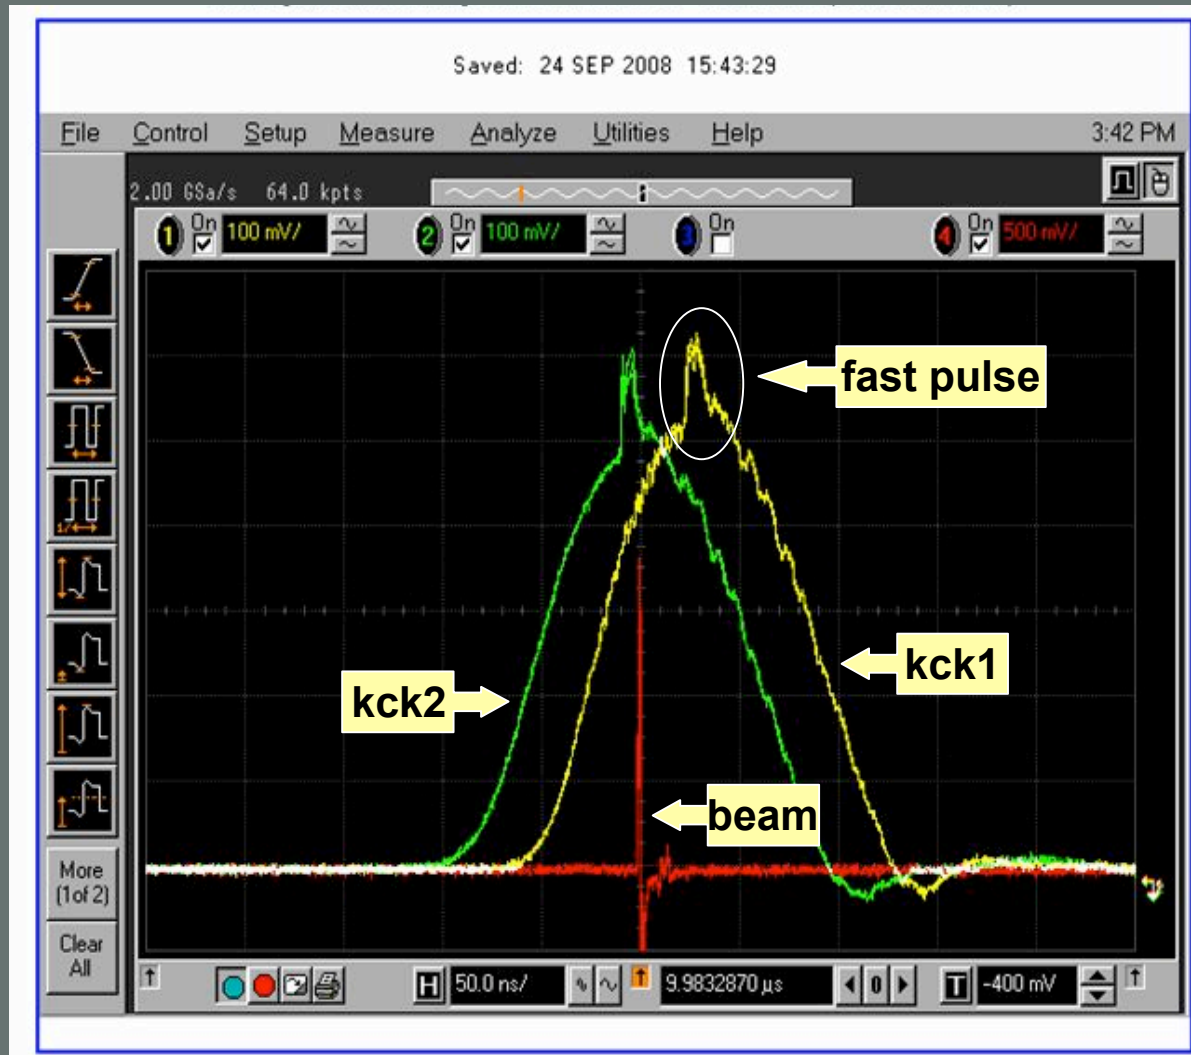 Saved: 24 SEP 2008 15:43:29
File Control Setup Measure Analyze Utilities Help 3:42 PM
2.00 GSa/s 64.0 kpts
1 On 100 mV/ 2 On 100 mV/ 3 On 4 On 500 mV/
fast pulse
kck1
kck2
beam
More
(1of 2)
Clear
All
H 50.0 ns/ 9.9832870 µs 0 T -400 mV